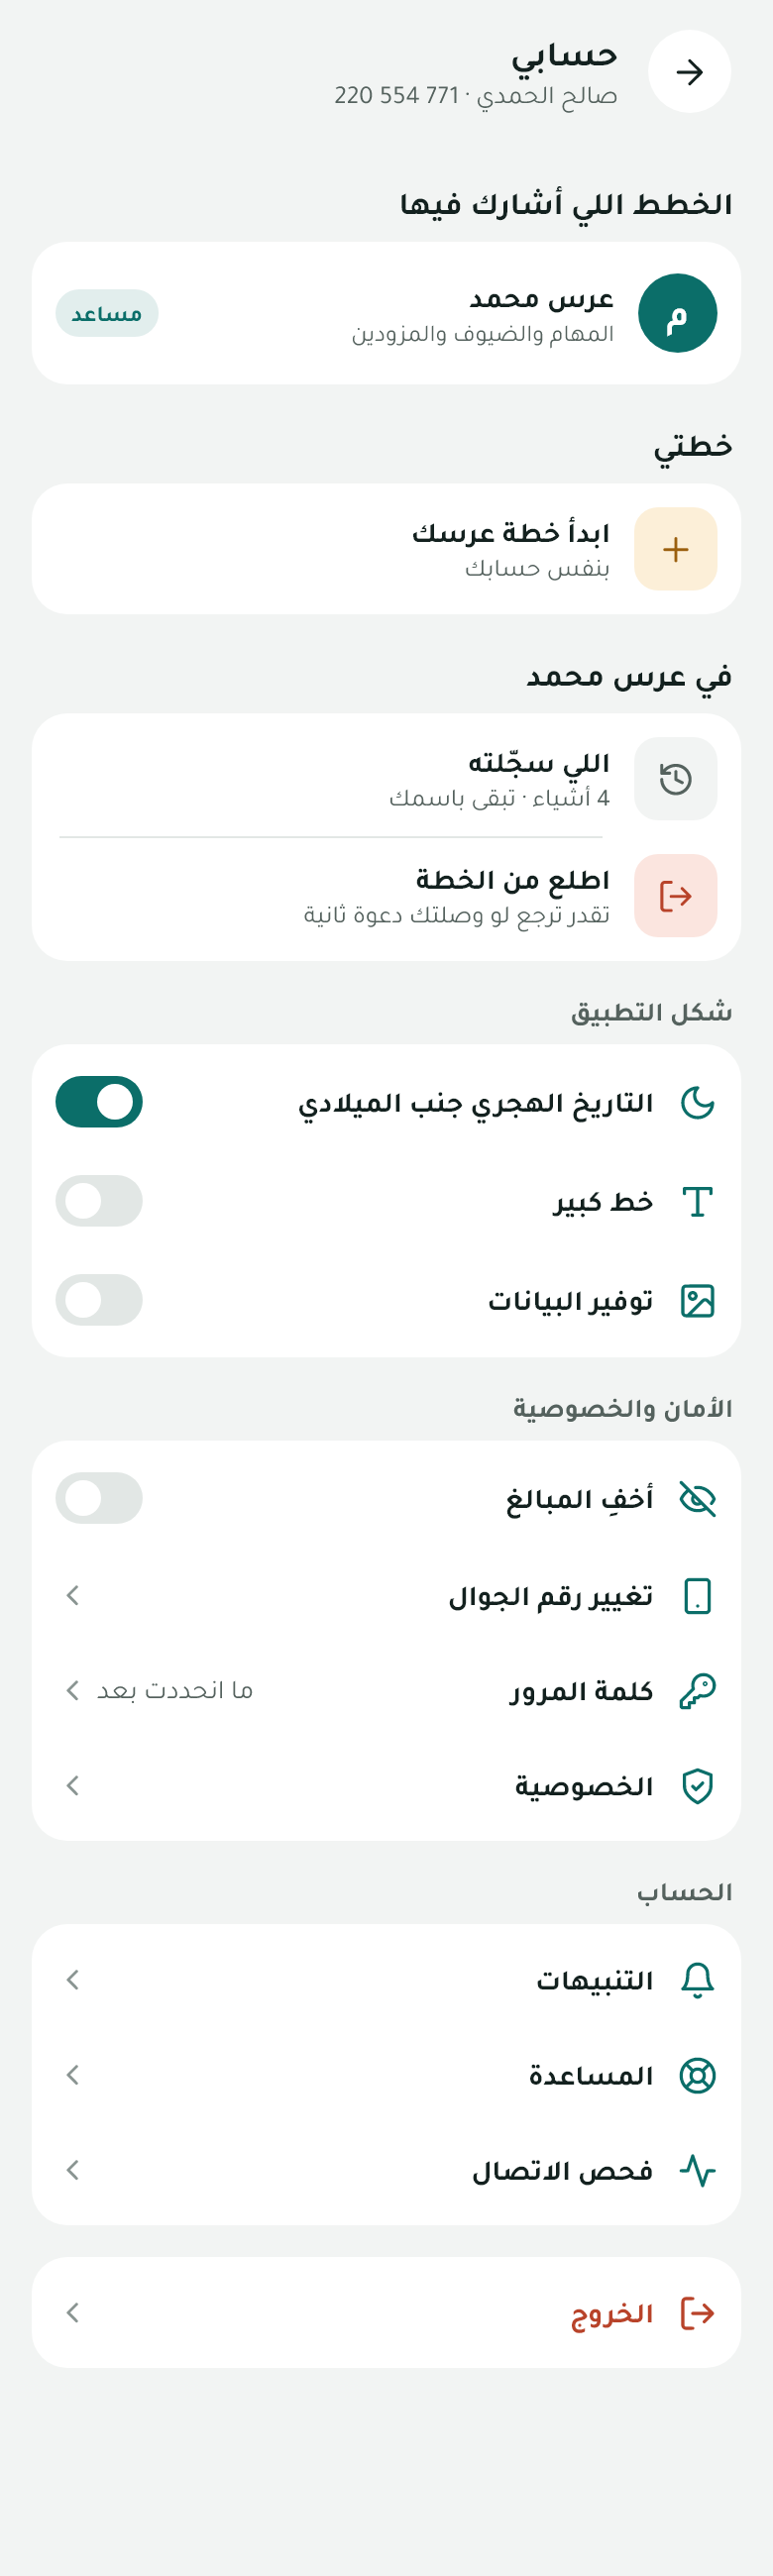 حسابي
صالح الحمدي · 771 554 220
الخطط اللي أشارك فيها
م
عرس محمد
مساعد
المهام والضيوف والمزودين
خطتي
ابدأ خطة عرسك
بنفس حسابك
في عرس محمد
اللي سجّلته
4 أشياء · تبقى باسمك
اطلع من الخطة
تقدر ترجع لو وصلتك دعوة ثانية
شكل التطبيق
التاريخ الهجري جنب الميلادي
خط كبير
توفير البيانات
الأمان والخصوصية
أخفِ المبالغ
تغيير رقم الجوال
كلمة المرور
ما انحددت بعد
الخصوصية
الحساب
التنبيهات
المساعدة
فحص الاتصال
الخروج